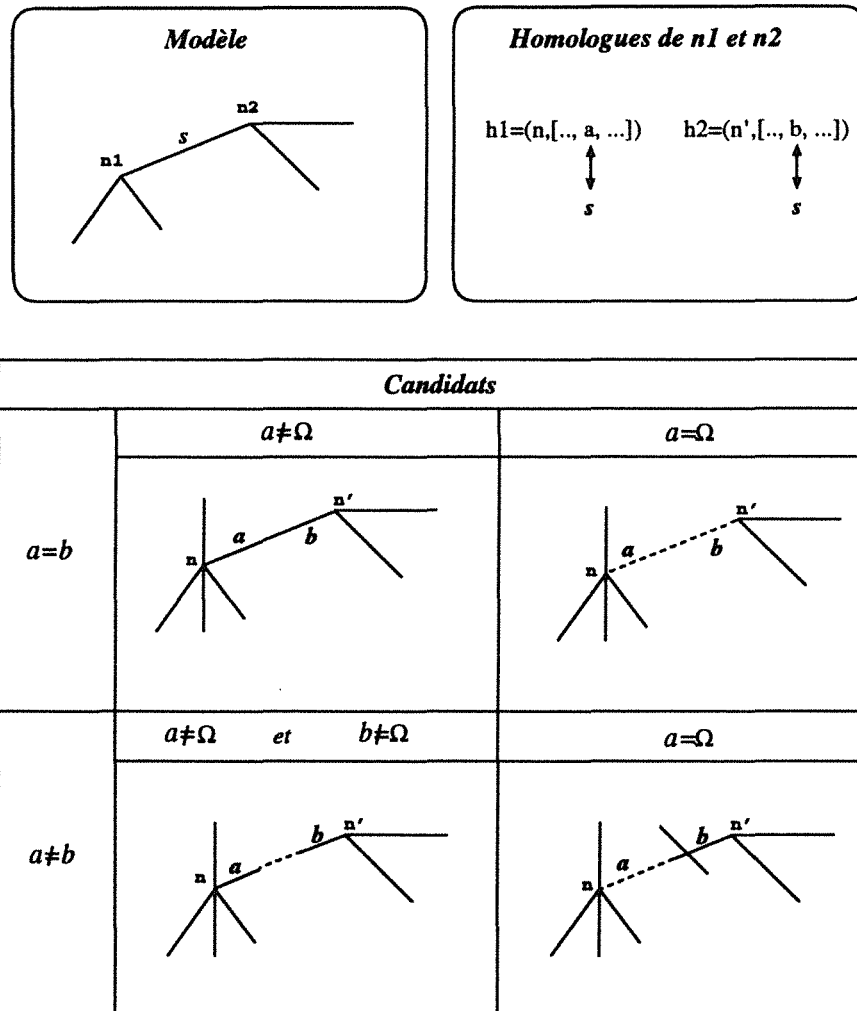 Modèle
n2
s
n1
Homologues de n1 et n2
h1=(n,[.., a, ...]) h2=(n',[.., b, ...])
s s
Candidats
a≠Ω a=Ω
a=b
n'
a b
n
n'
a b
n
a≠Ω et b≠Ω a=Ω
a≠b
n'
b
a
n
n'
b
a
n